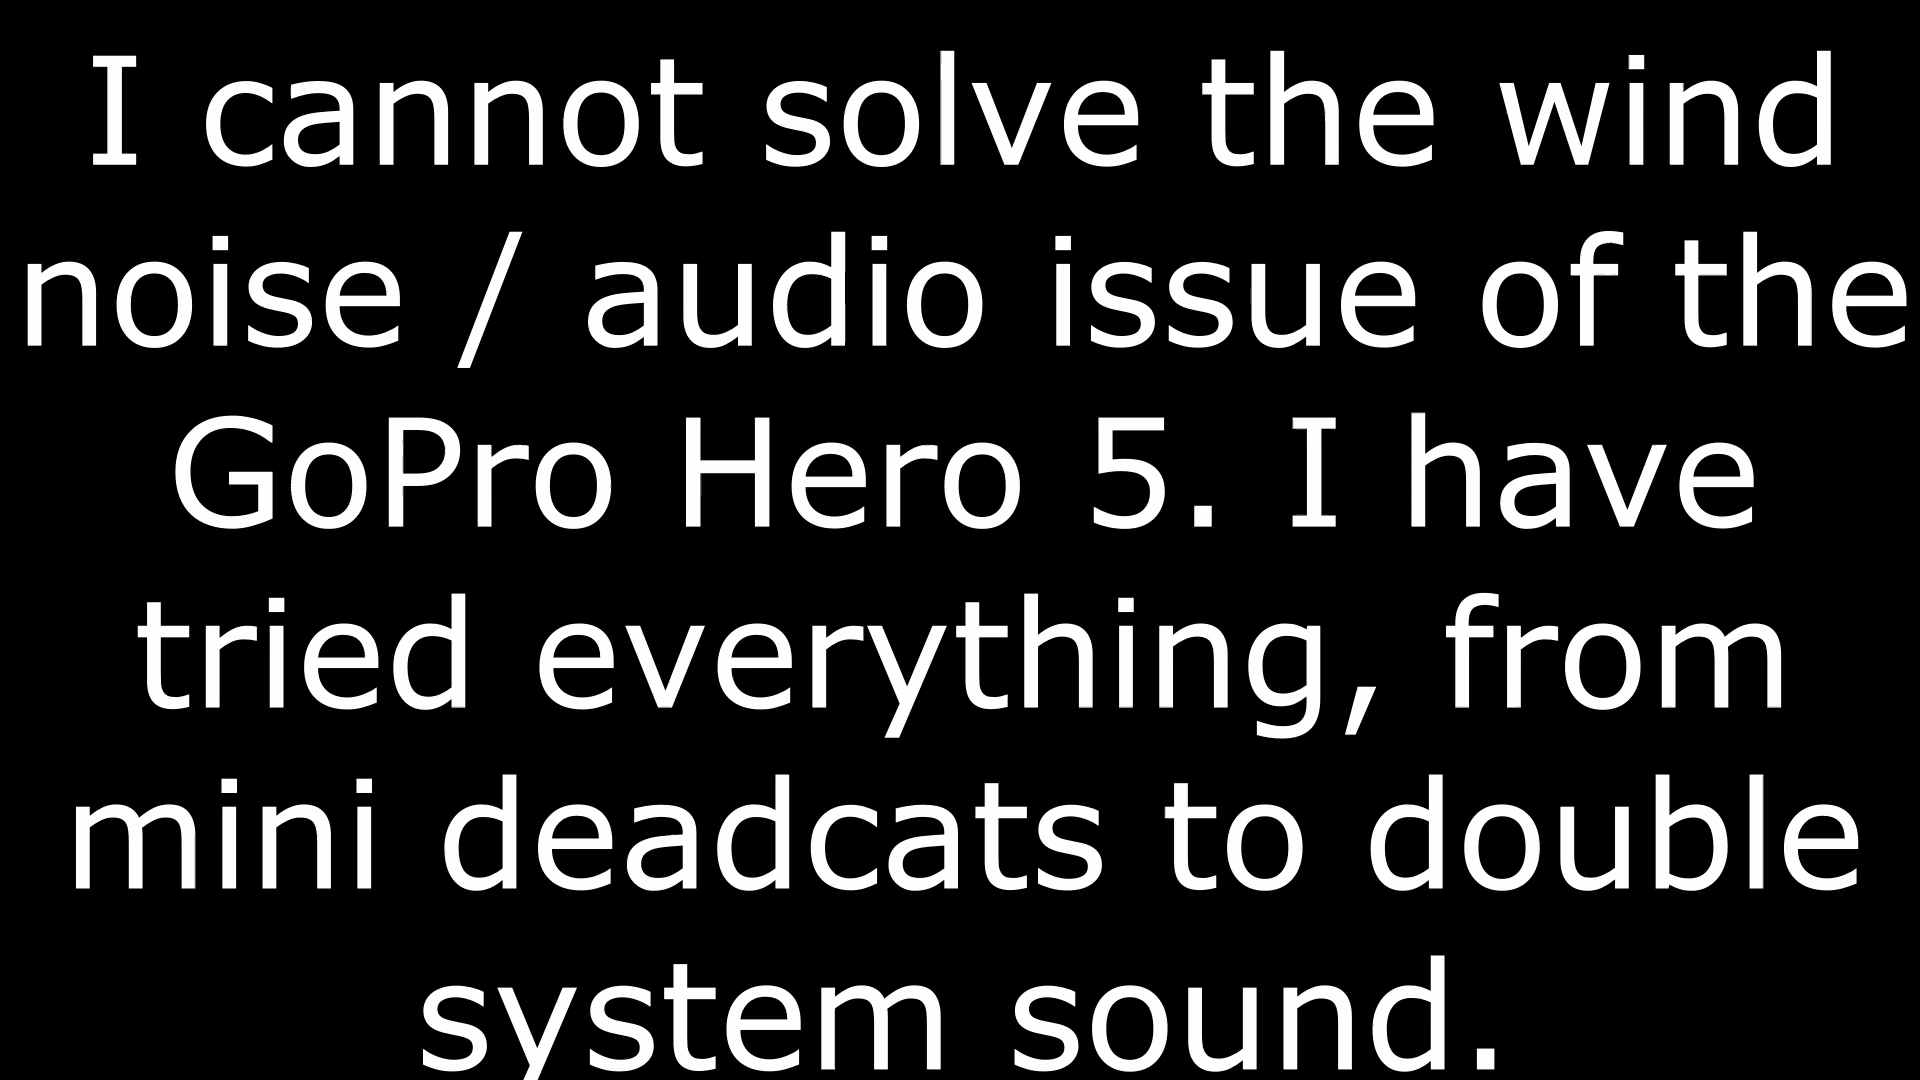 I cannot solve the wind
noise / audio issue of the
GoPro Hero 5. I have
tried everything, from
mini deadcats to double
system sound.